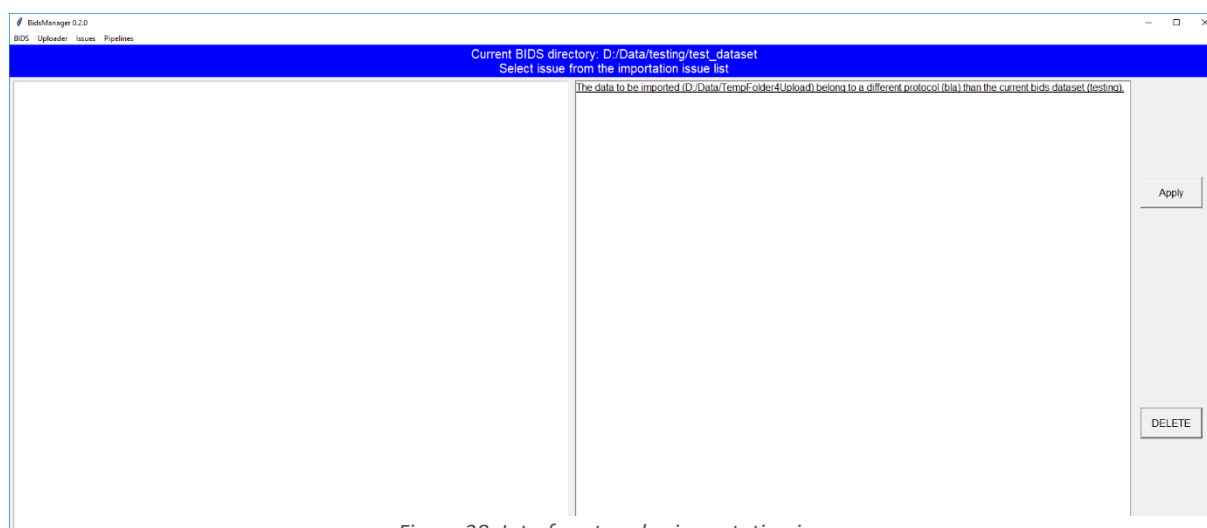 BidsManager 0.2.0
BIDS Uploader Issues Pipelines
Current BIDS directory: D:/Data/testing/test_dataset
Select issue from the importation issue list
The data to be imported (D:/Data/TempFolder4Upload) belong to a different protocol (bla) than the current bids dataset (testing).
Apply
DELETE